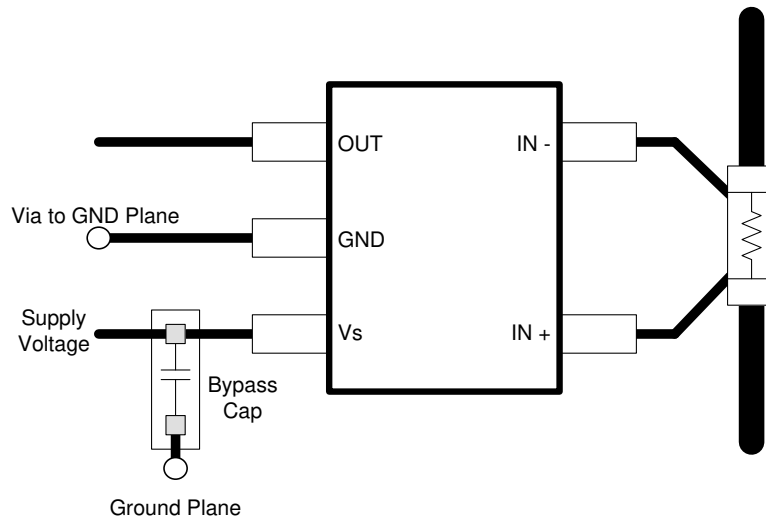 OUT
IN -
Via to GND Plane
GND
Supply
Voltage
Vs
IN +
Bypass
Cap
Ground Plane